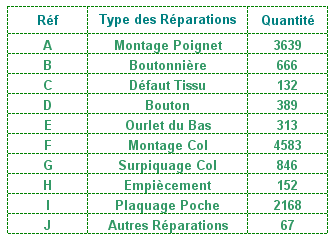 Réf Type des Réparations Quantité
A Montage Poignet 3639
B Boutonnière 666
C Défaut Tissu 132
D Bouton 389
E Ourlet du Bas 313
F Montage Col 4583
G Surpiquage Col 846
H Empiècement 152
I Plaquage Poche 2168
J Autres Réparations 67